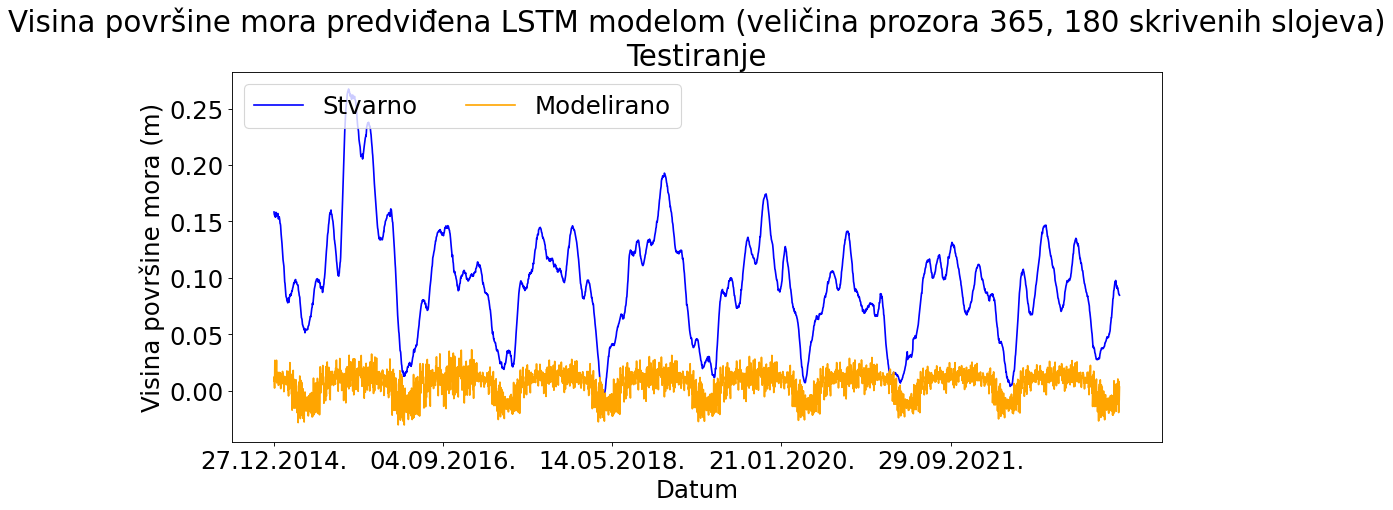 Visina površine mora predviđena LSTM modelom (veličina prozora 365, 180 skrivenih slojeva)
Testiranje
Stvarno Modelirano
Visina površine mora (m)
0.25
0.20
0.15
0.10
0.05
0.00
27.12.2014. 04.09.2016. 14.05.2018. 21.01.2020. 29.09.2021.
Datum